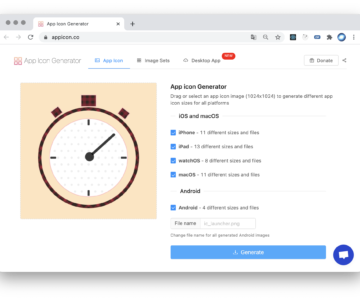 App Icon Generator
appicon.co
App Icon Generator
App Icon
Image Sets
Desktop App
NEW
Donate
App Icon Generator
Drag or select an app icon image (1024x1024) to generate different app
icon sizes for all platforms
iOS and macOS
iPhone - 11 different sizes and files
iPad - 13 different sizes and files
watchOS - 8 different sizes and files
macOS - 11 different sizes and files
Android
Android - 4 different sizes and files
File name
ic_launcher.png
Change file name for all generated Android images
Generate